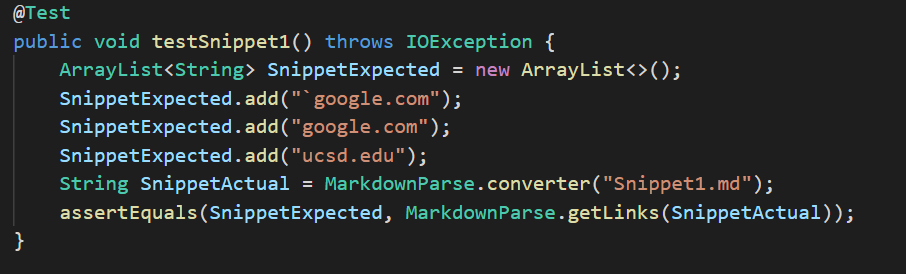 @Test
public void testSnippet1() throws IOException {
    ArrayList<String> SnippetExpected = new ArrayList<>();
    SnippetExpected.add("`google.com");
    SnippetExpected.add("google.com");
    SnippetExpected.add("ucsd.edu");
    String SnippetActual = MarkdownParse.converter("Snippet1.md");
    assertEquals(SnippetExpected, MarkdownParse.getLinks(SnippetActual));
}